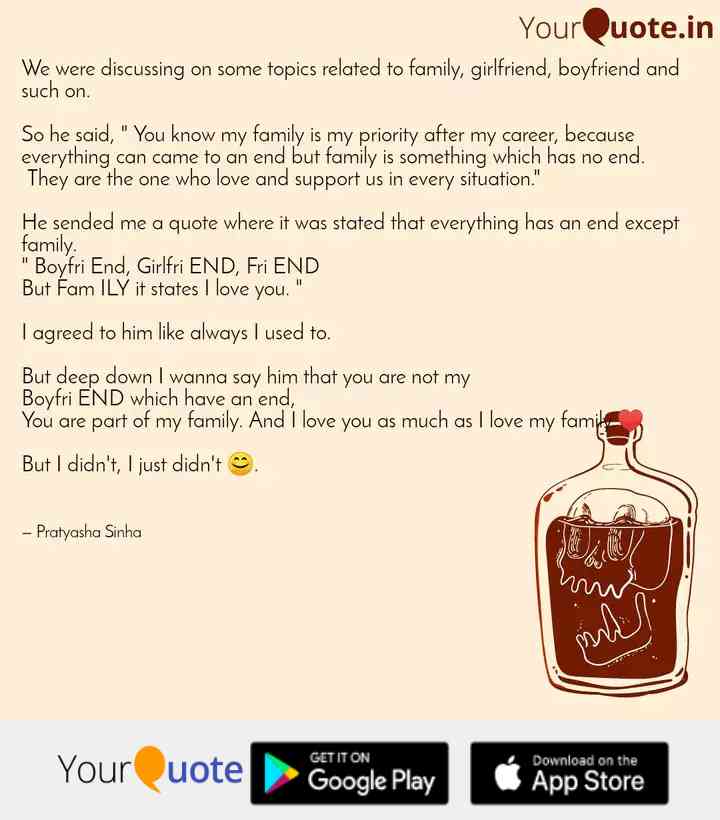 YourQuote.in
We were discussing on some topics related to family, girlfriend, boyfriend and
such on.
So he said, " You know my family is my priority after my career, because
everything can came to an end but family is something which has no end.
They are the one who love and support us in every situation."
He sended me a quote where it was stated that everything has an end except
family.
" Boyfri End, Girlfri END, Fri END
But Fam ILY it states I love you. "
I agreed to him like always I used to.
But deep down I wanna say him that you are not my
Boyfri END which have an end,
You are part of my family. And I love you as much as I love my family❤️
But I didn't, I just didn't 😊.
– Pratyasha Sinha
YourQuote
GET IT ON
Google Play
Download on the
App Store